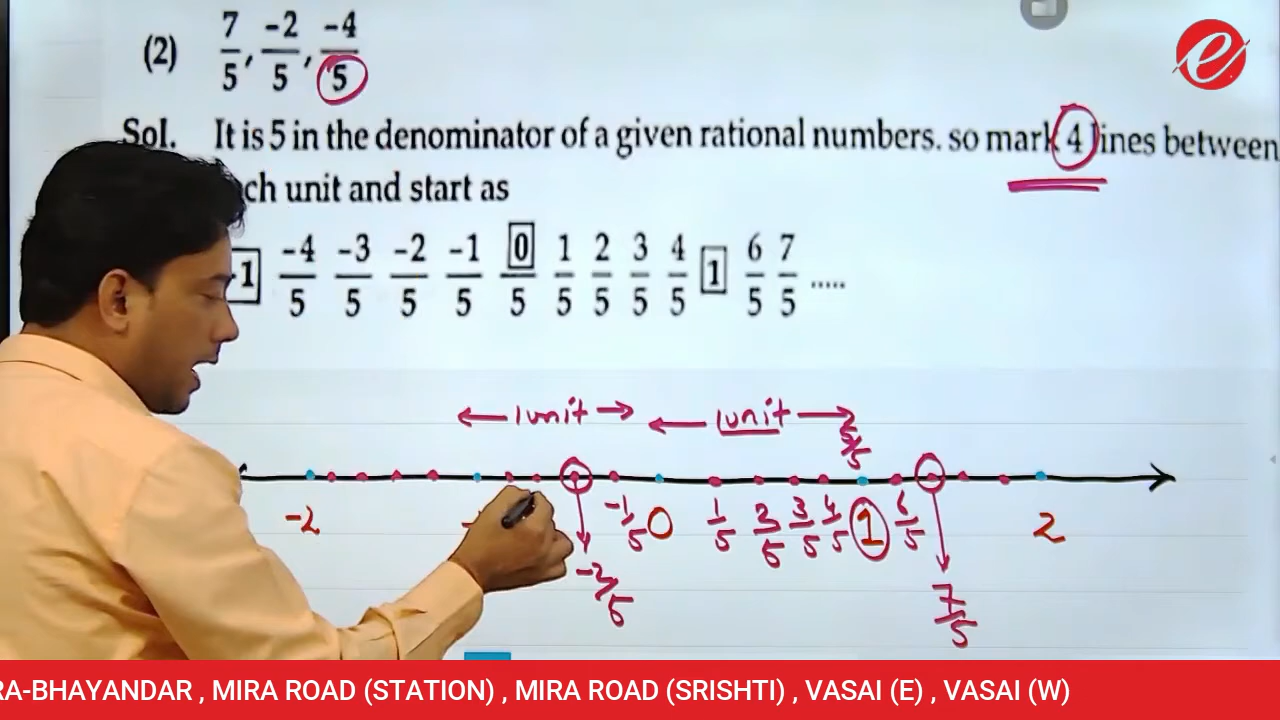 (2) 7/5, -2/5, -4/5
Sol. It is 5 in the denominator of a given rational numbers. so mark 4 lines between
ch unit and start as
-1 -4/5 -3/5 -2/5 -1/5 0/5 1/5 2/5 3/5 4/5 1 6/5 7/5 .....
1 unit 1 unit
5/5
-2 -1/5 0 1/5 2/5 3/5 4/5 1 6/5 2
-2/5 7/5
RA-BHAYANDAR , MIRA ROAD (STATION) , MIRA ROAD (SRISHTI) , VASAI (E) , VASAI (W)